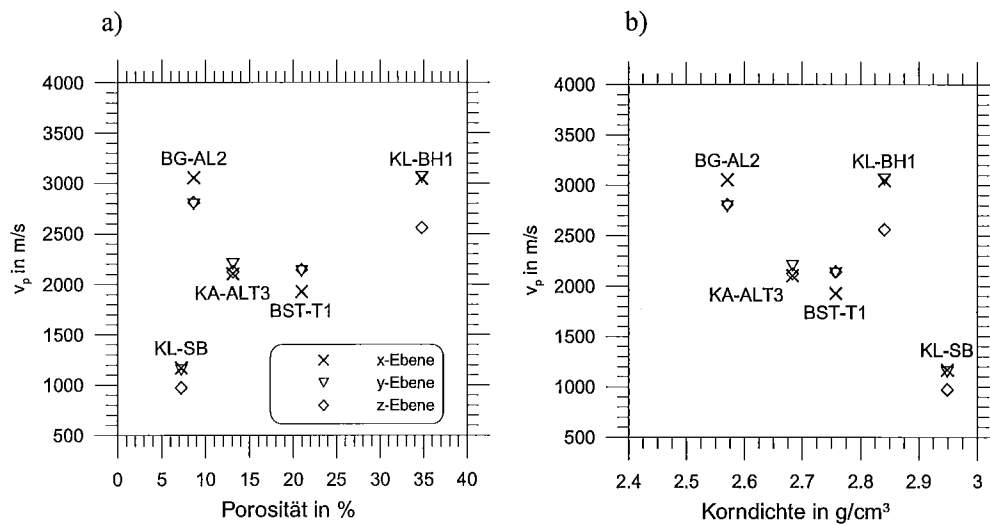 a)
4000
3500
3000
2500
2000
1500
1000
500
v_p in m/s
BG-AL2
KL-BH1
KA-ALT3
BST-T1
KL-SB
x-Ebene
y-Ebene
z-Ebene
0 5 10 15 20 25 30 35 40
Porosität in %
b)
4000
3500
3000
2500
2000
1500
1000
500
v_p in m/s
BG-AL2
KL-BH1
KA-ALT3
BST-T1
KL-SB
2.4 2.5 2.6 2.7 2.8 2.9 3
Korndichte in g/cm³